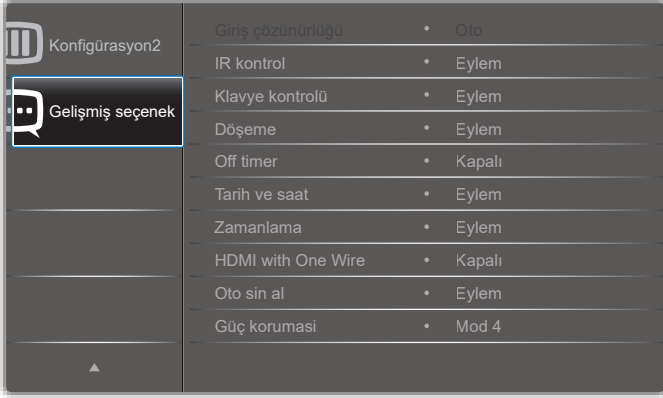 Konfigürasyon2
Gelişmiş seçenek
Giriş çözünürlüğü • Oto
IR kontrol • Eylem
Klavye kontrolü • Eylem
Döşeme • Eylem
Off timer • Kapalı
Tarih ve saat • Eylem
Zamanlama • Eylem
HDMI with One Wire • Kapalı
Oto sin al • Eylem
Güç korumasi • Mod 4